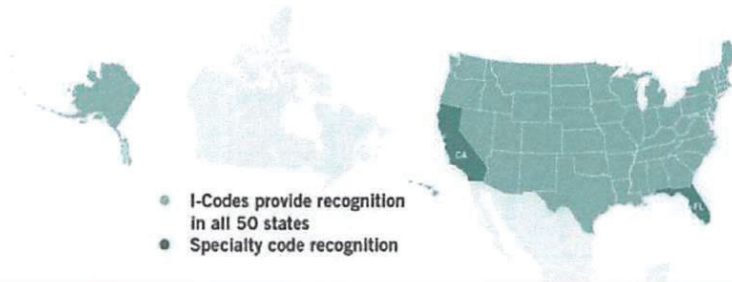 CA
FL
I-Codes provide recognition
in all 50 states
Specialty code recognition